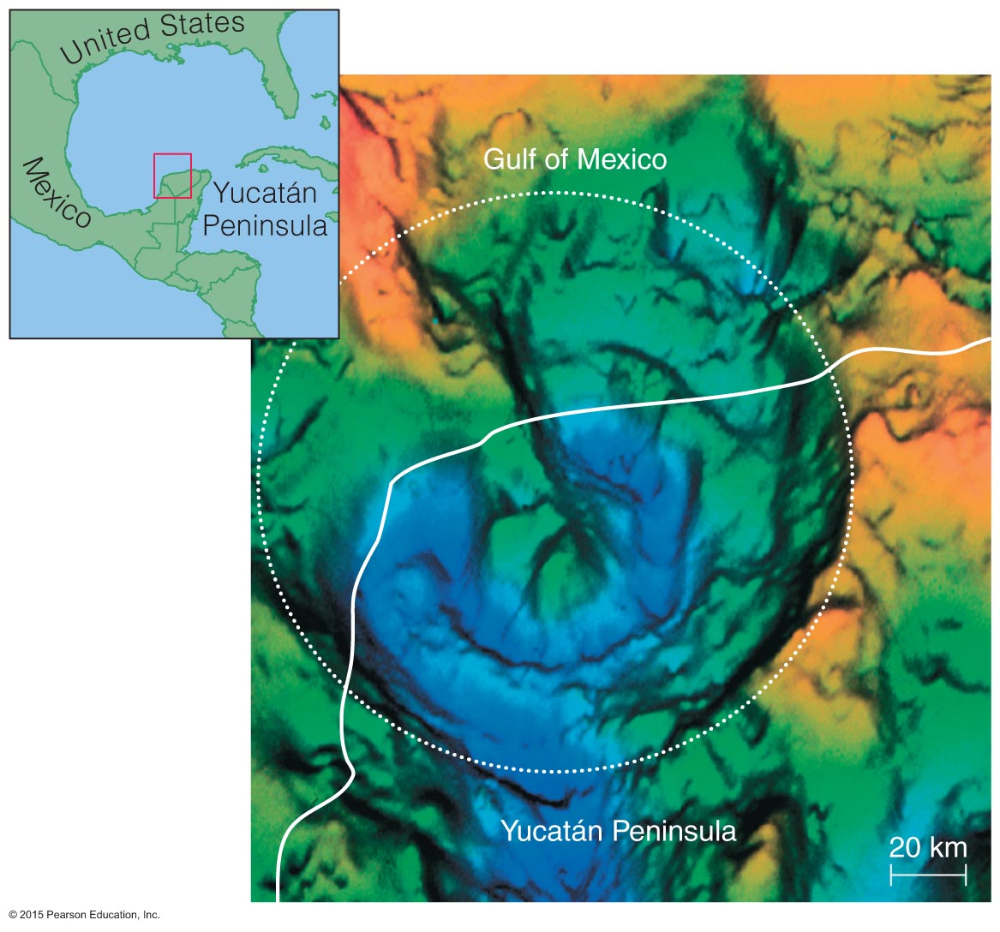 United States
Mexico
Yucatán
Peninsula
Gulf of Mexico
Yucatán Peninsula
20 km
© 2015 Pearson Education, Inc.